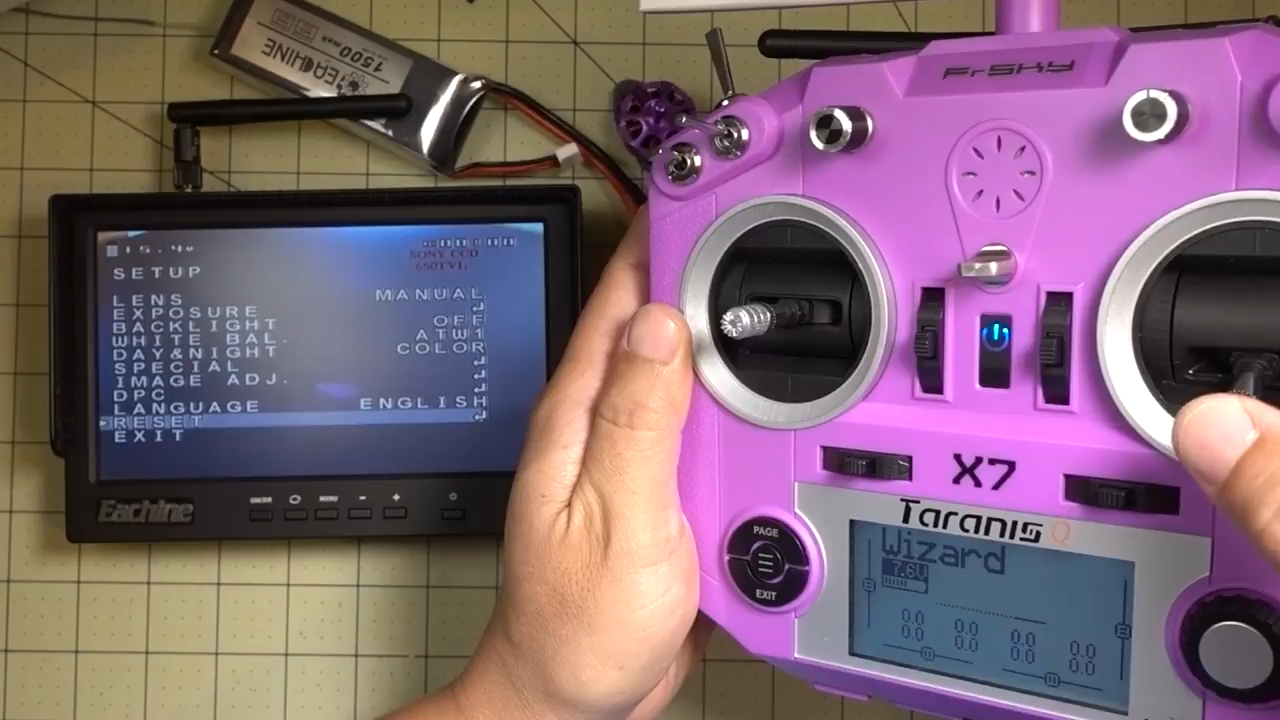 1500mah
EACHINE
FrSKY
15.4v
00:00
SONY CCD
650TVL
SETUP
LENS MANUAL
EXPOSURE
BACKLIGHT OFF
WHITE BAL. ATW1
DAY&NIGHT COLOR
SPECIAL
IMAGE ADJ.
DPC
LANGUAGE ENGLISH
RESET
EXIT
Eachine
MENU
- +
X7
Taranis Q
PAGE
EXIT
Wizard
7.6V
0.0 0.0 0.0 0.0
0.0 0.0 0.0 0.0